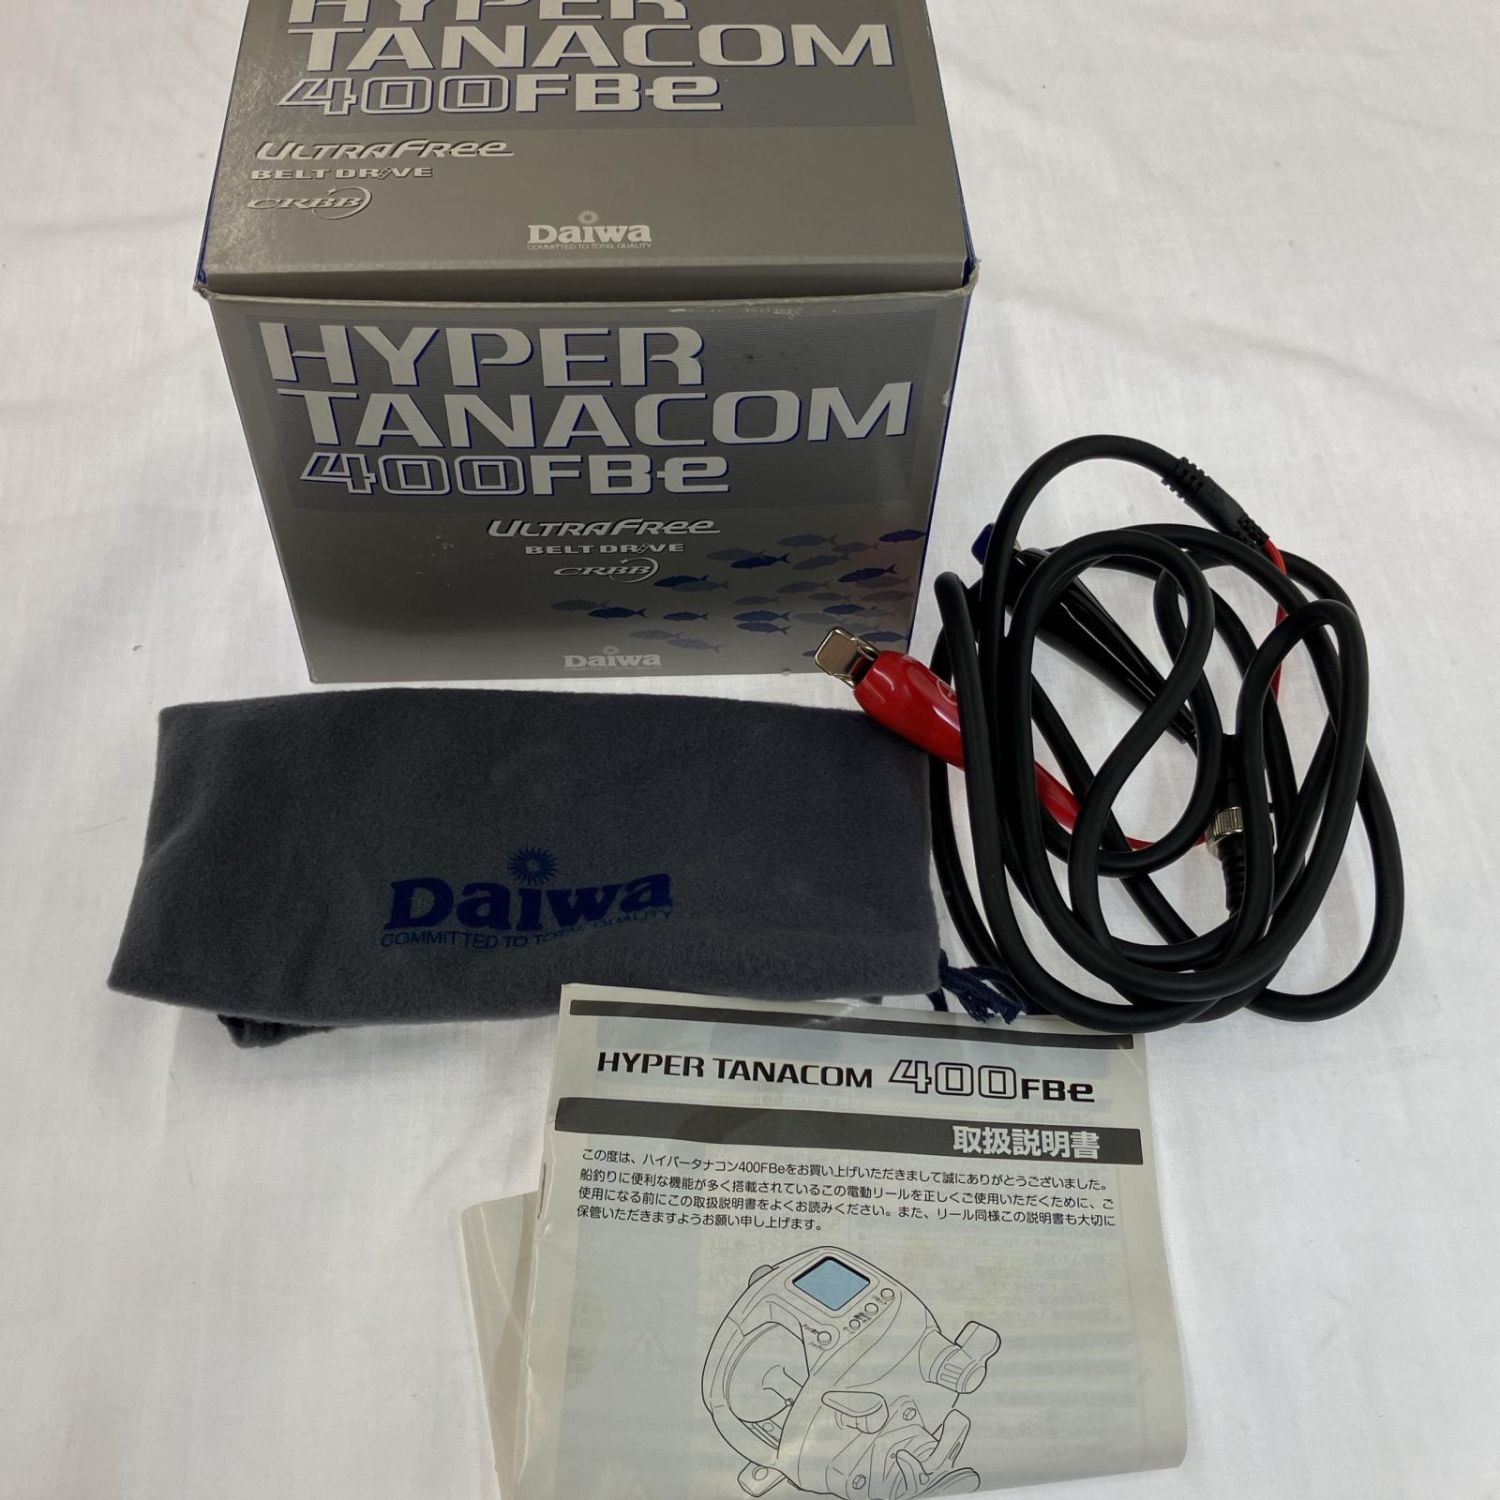 HYPER
TANACOM
400FBe
ULTRAFREE
BELT DRIVE
CRBB
Daiwa
COMMITTED TO TOTAL QUALITY
HYPER
TANACOM
400FBe
ULTRAFREE
BELT DRIVE
CRBB
Daiwa
COMMITTED TO TOTAL QUALITY
Daiwa
COMMITTED TO TOTAL QUALITY
HYPER TANACOM 400FBe
取扱説明書
この度は、ハイパータナコン400FBeをお買い上げいただきまして誠にありがとうございました。
船釣りに便利な機能が多く搭載されているこの電動リールを正しくご使用いただくために、ご
使用になる前にこの取扱説明書をよくお読みください。また、リール同様この説明書も大切に
保管いただきますようお願い申し上げます。